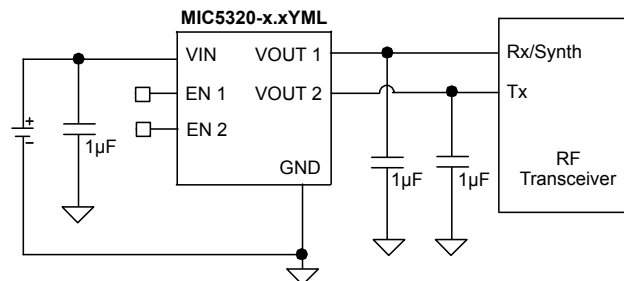 MIC5320-x.xYML
VIN
VOUT 1
Rx/Synth
EN 1
VOUT 2
Tx
EN 2
+
-
1µF
GND
1µF
1µF
RF
Transceiver